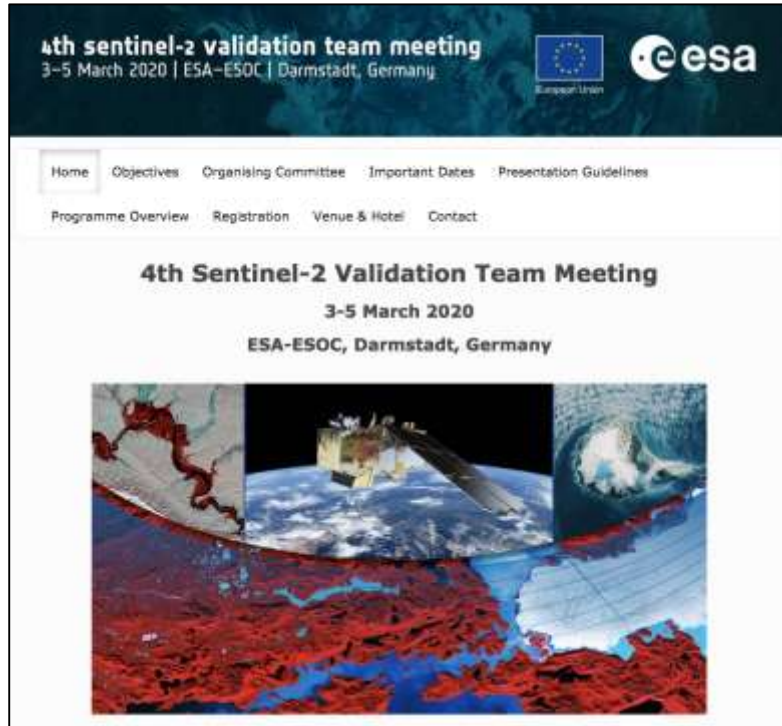 4th sentinel-2 validation team meeting
3–5 March 2020 | ESA–ESOC | Darmstadt, Germany
European Union
esa
Home Objectives Organising Committee Important Dates Presentation Guidelines
Programme Overview Registration Venue & Hotel Contact
4th Sentinel-2 Validation Team Meeting
3-5 March 2020
ESA-ESOC, Darmstadt, Germany